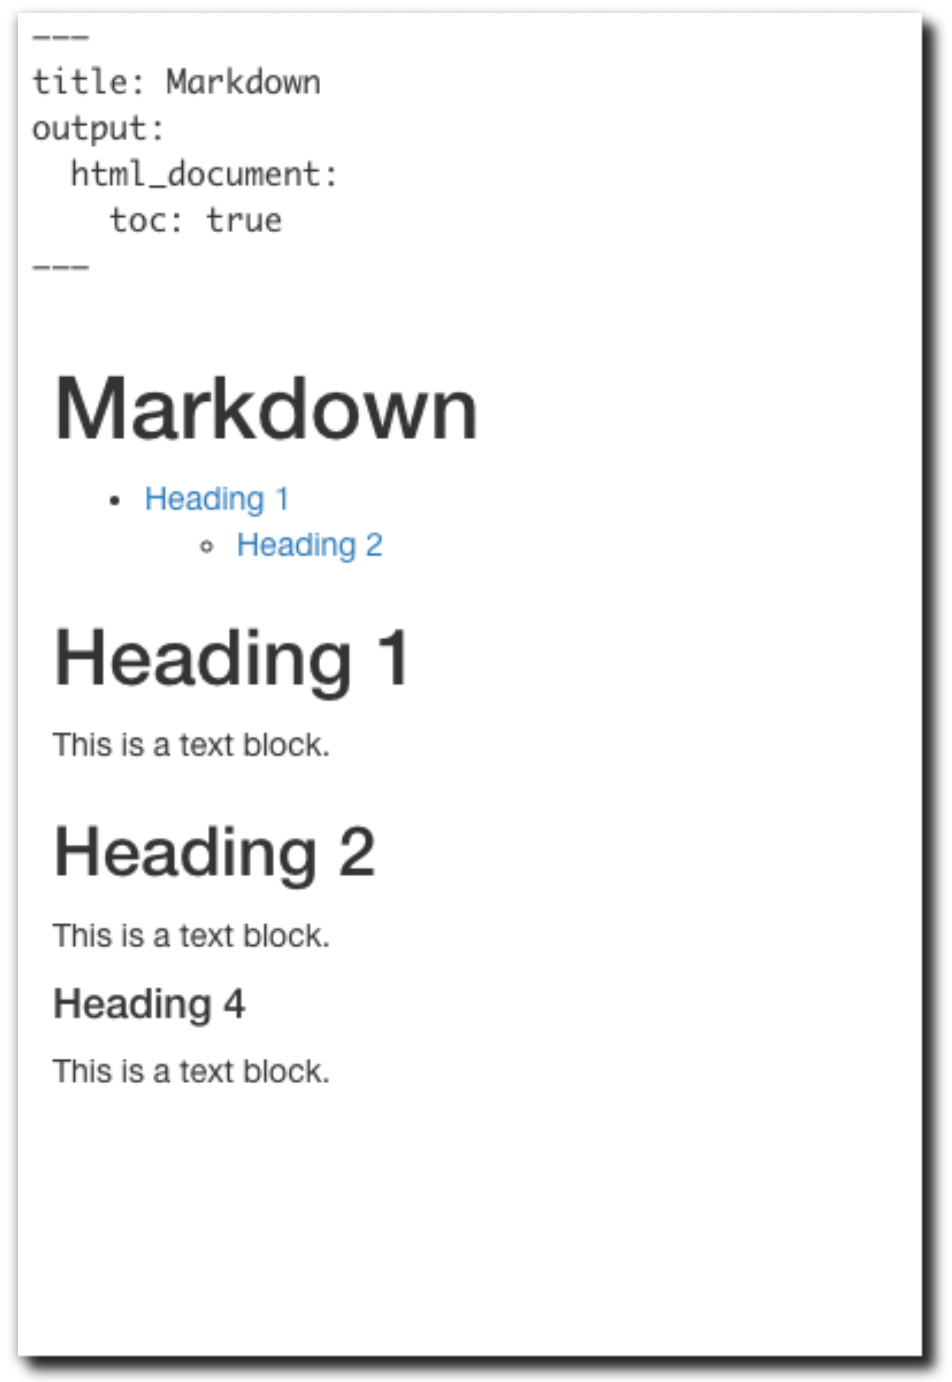 ---
title: Markdown
output:
  html_document:
    toc: true
---
Markdown
• Heading 1
◦ Heading 2
Heading 1
This is a text block.
Heading 2
This is a text block.
Heading 4
This is a text block.